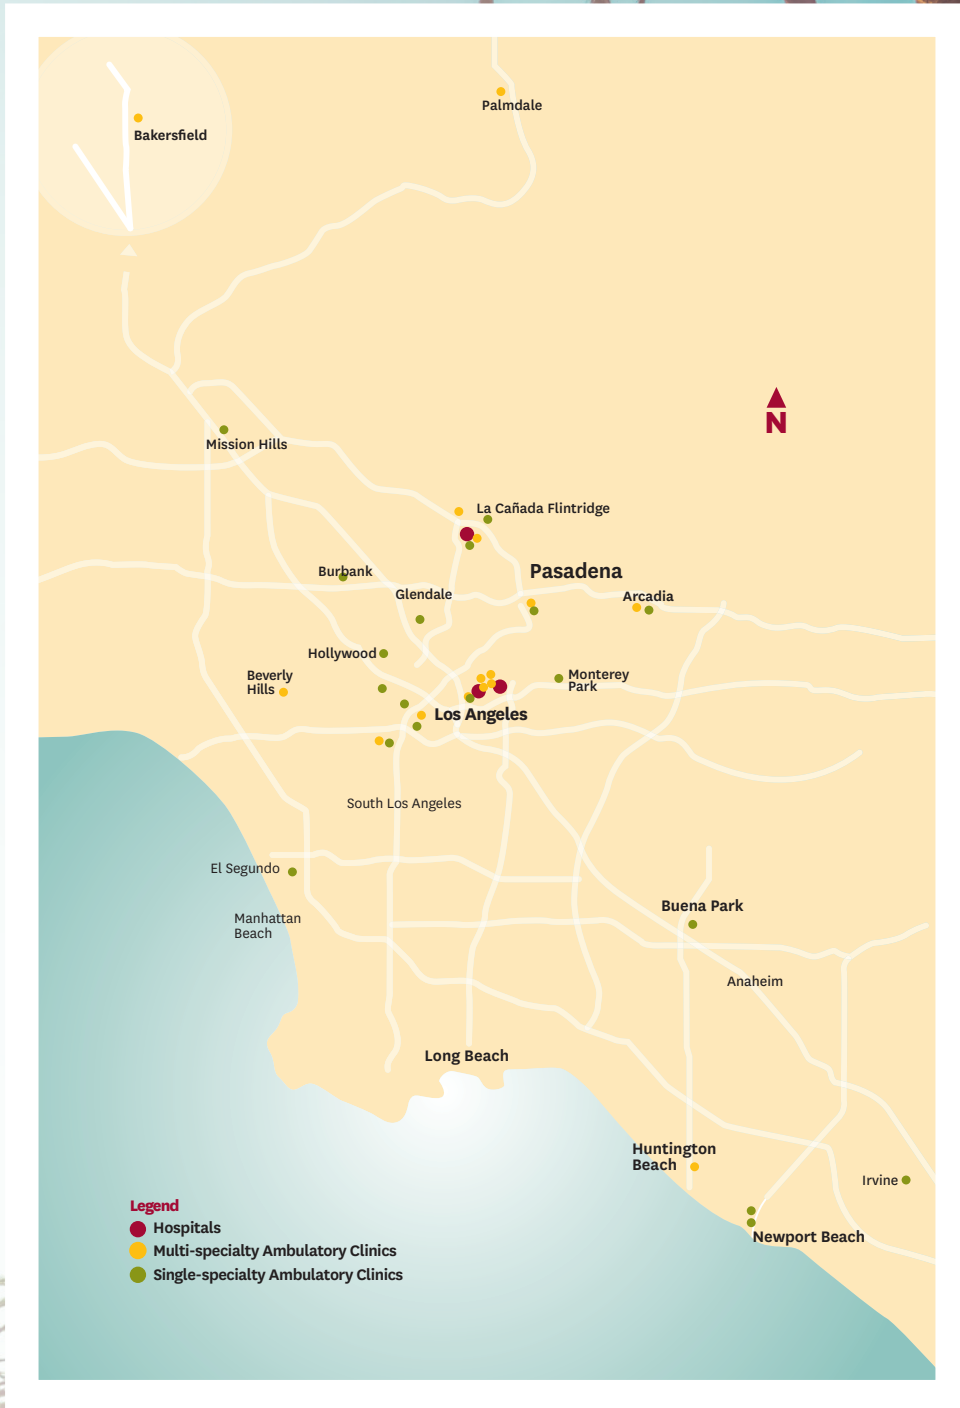 Palmdale
Bakersfield
N
Mission Hills
La Cañada Flintridge
Burbank
Pasadena
Glendale
Arcadia
Hollywood
Beverly
Hills
Monterey
Park
Los Angeles
South Los Angeles
El Segundo
Manhattan
Beach
Buena Park
Anaheim
Long Beach
Huntington
Beach
Irvine
Newport Beach
Legend
Hospitals
Multi-specialty Ambulatory Clinics
Single-specialty Ambulatory Clinics